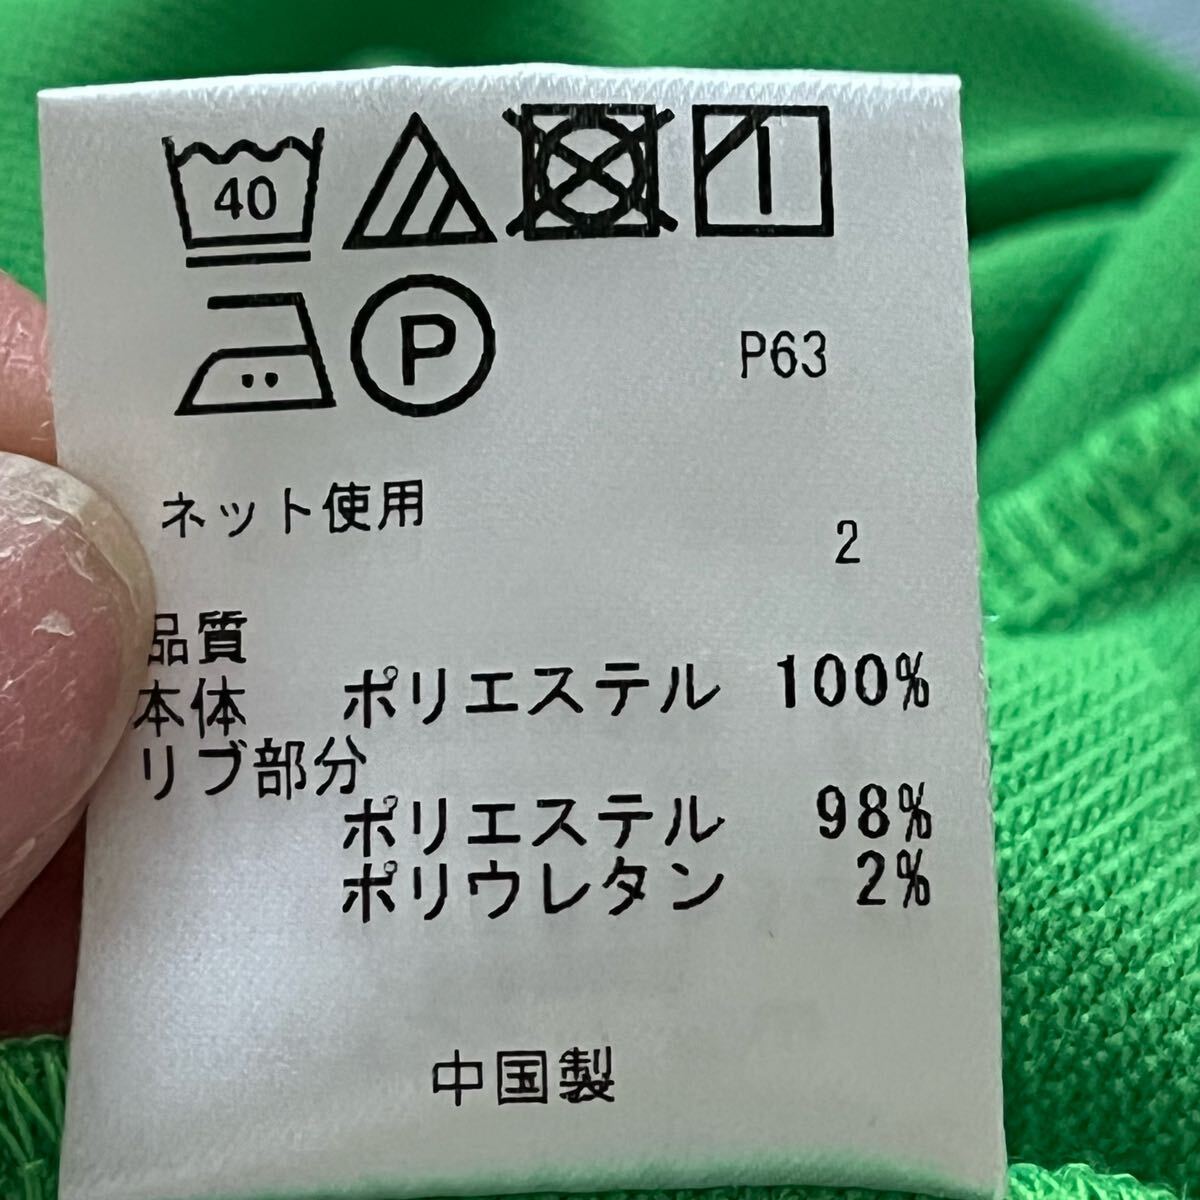 40
P
P63
ネット使用
2
品質
本体 ポリエステル 100%
リブ部分
ポリエステル 98%
ポリウレタン 2%
中国製